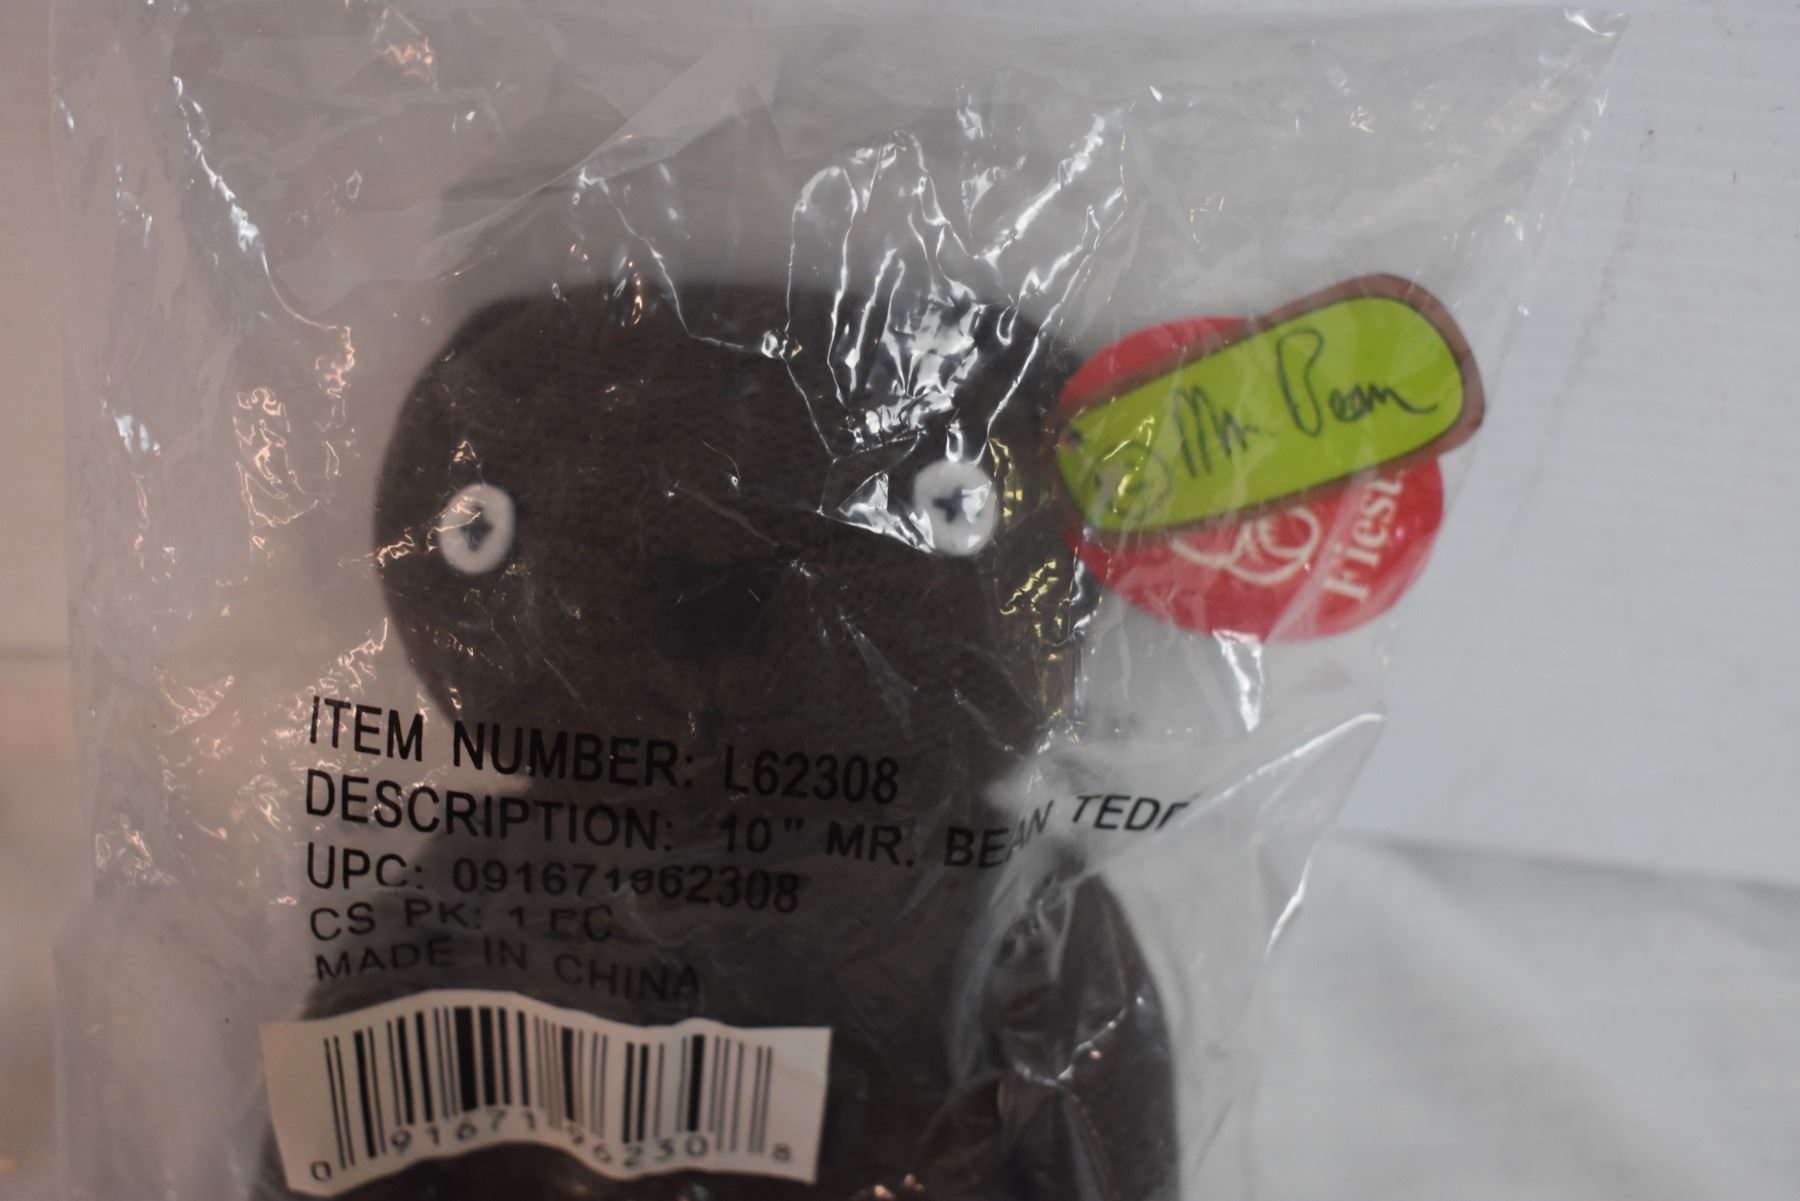 Mr. Bean
Fiest
ITEM NUMBER: L62308
DESCRIPTION: 10" MR. BEAN TEDD
UPC: 091671962308
CS PK: 1 PC
MADE IN CHINA
0 91671 96230 8